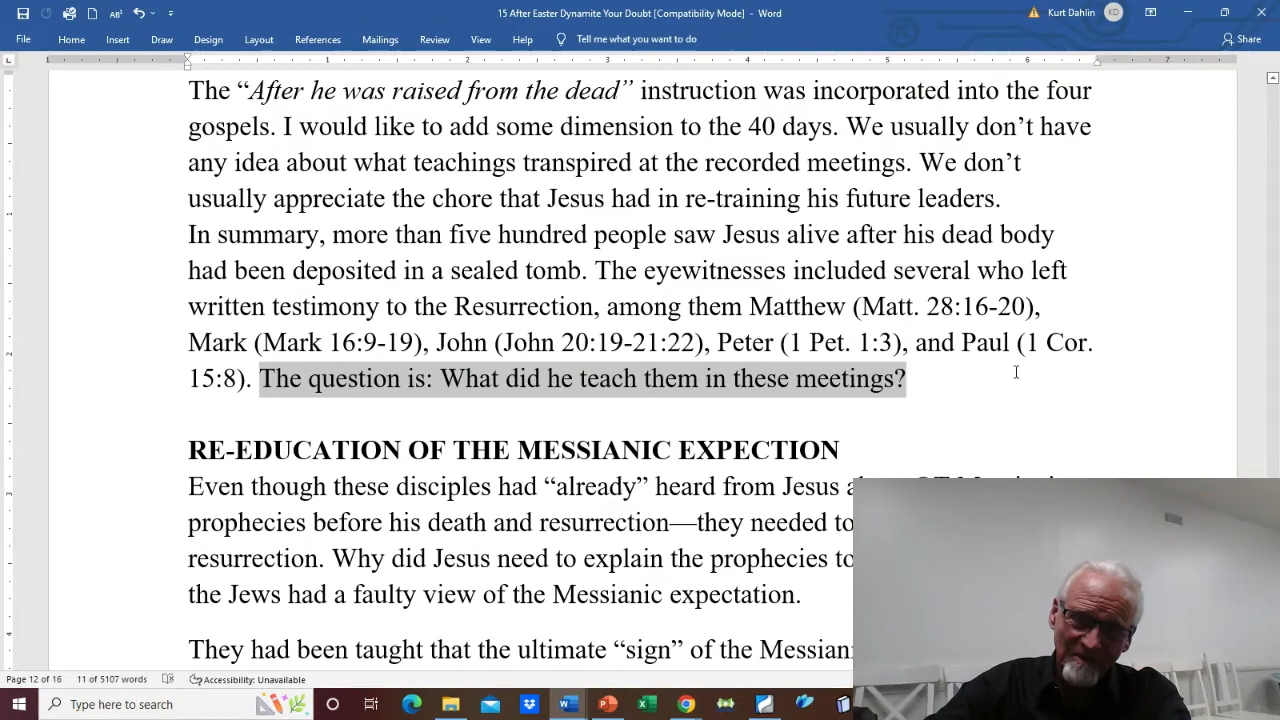 15 After Easter Dynamite Your Doubt [Compatibility Mode] - Word
Kurt Dahlin
KD
File Home Insert Draw Design Layout References Mailings Review View Help Tell me what you want to do
Share
1 1 2 3 4 5 6 7
The “After he was raised from the dead” instruction was incorporated into the four
gospels. I would like to add some dimension to the 40 days. We usually don’t have
any idea about what teachings transpired at the recorded meetings. We don’t
usually appreciate the chore that Jesus had in re-training his future leaders.
In summary, more than five hundred people saw Jesus alive after his dead body
had been deposited in a sealed tomb. The eyewitnesses included several who left
written testimony to the Resurrection, among them Matthew (Matt. 28:16-20),
Mark (Mark 16:9-19), John (John 20:19-21:22), Peter (1 Pet. 1:3), and Paul (1 Cor.
15:8). The question is: What did he teach them in these meetings?
RE-EDUCATION OF THE MESSIANIC EXPECTION
Even though these disciples had “already” heard from Jesus
prophecies before his death and resurrection—they needed to
resurrection. Why did Jesus need to explain the prophecies to
the Jews had a faulty view of the Messianic expectation.
They had been taught that the ultimate “sign” of the
Page 12 of 16 11 of 5107 words Accessibility: Unavailable
Type here to search